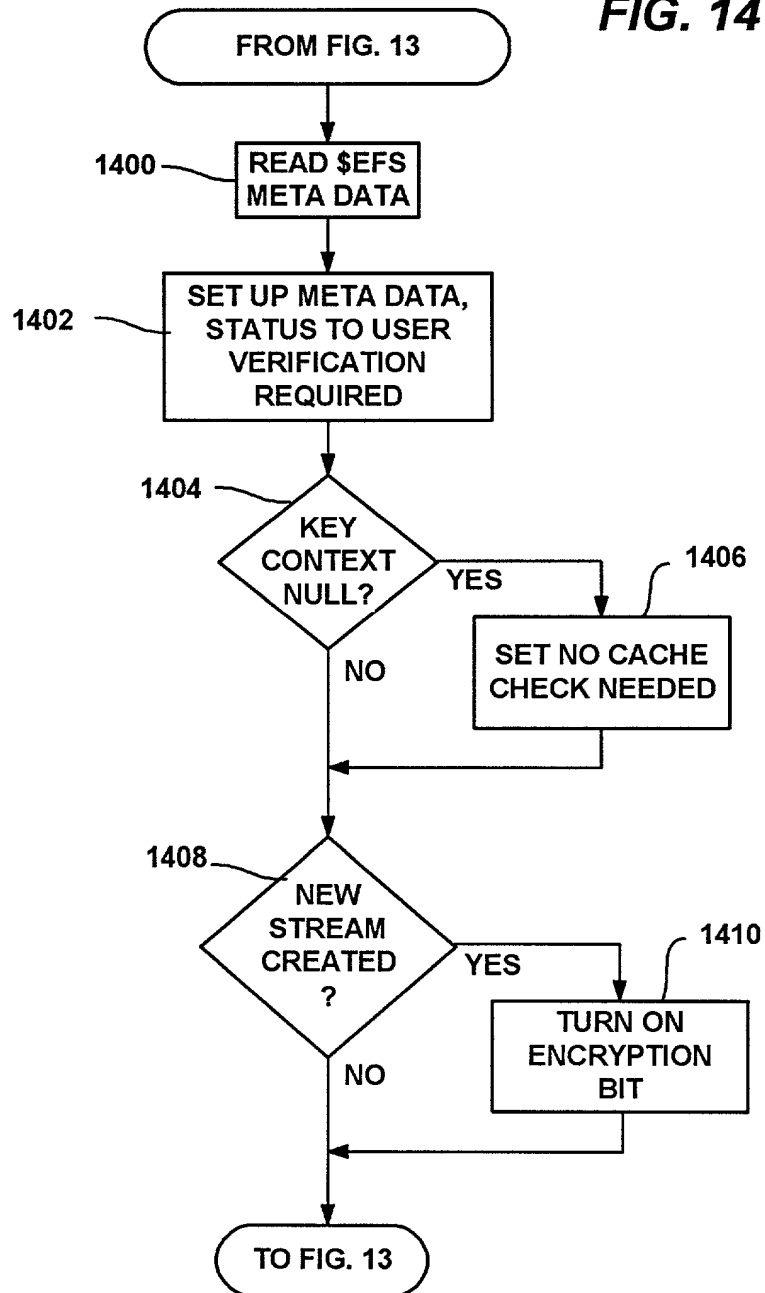 FIG. 14
FROM FIG. 13
1400
READ $EFS
META DATA
1402
SET UP META DATA,
STATUS TO USER
VERIFICATION
REQUIRED
1404
KEY
CONTEXT
NULL?
YES
1406
NO
SET NO CACHE
CHECK NEEDED
1408
NEW
STREAM
CREATED
?
YES
1410
NO
TURN ON
ENCRYPTION
BIT
TO FIG. 13